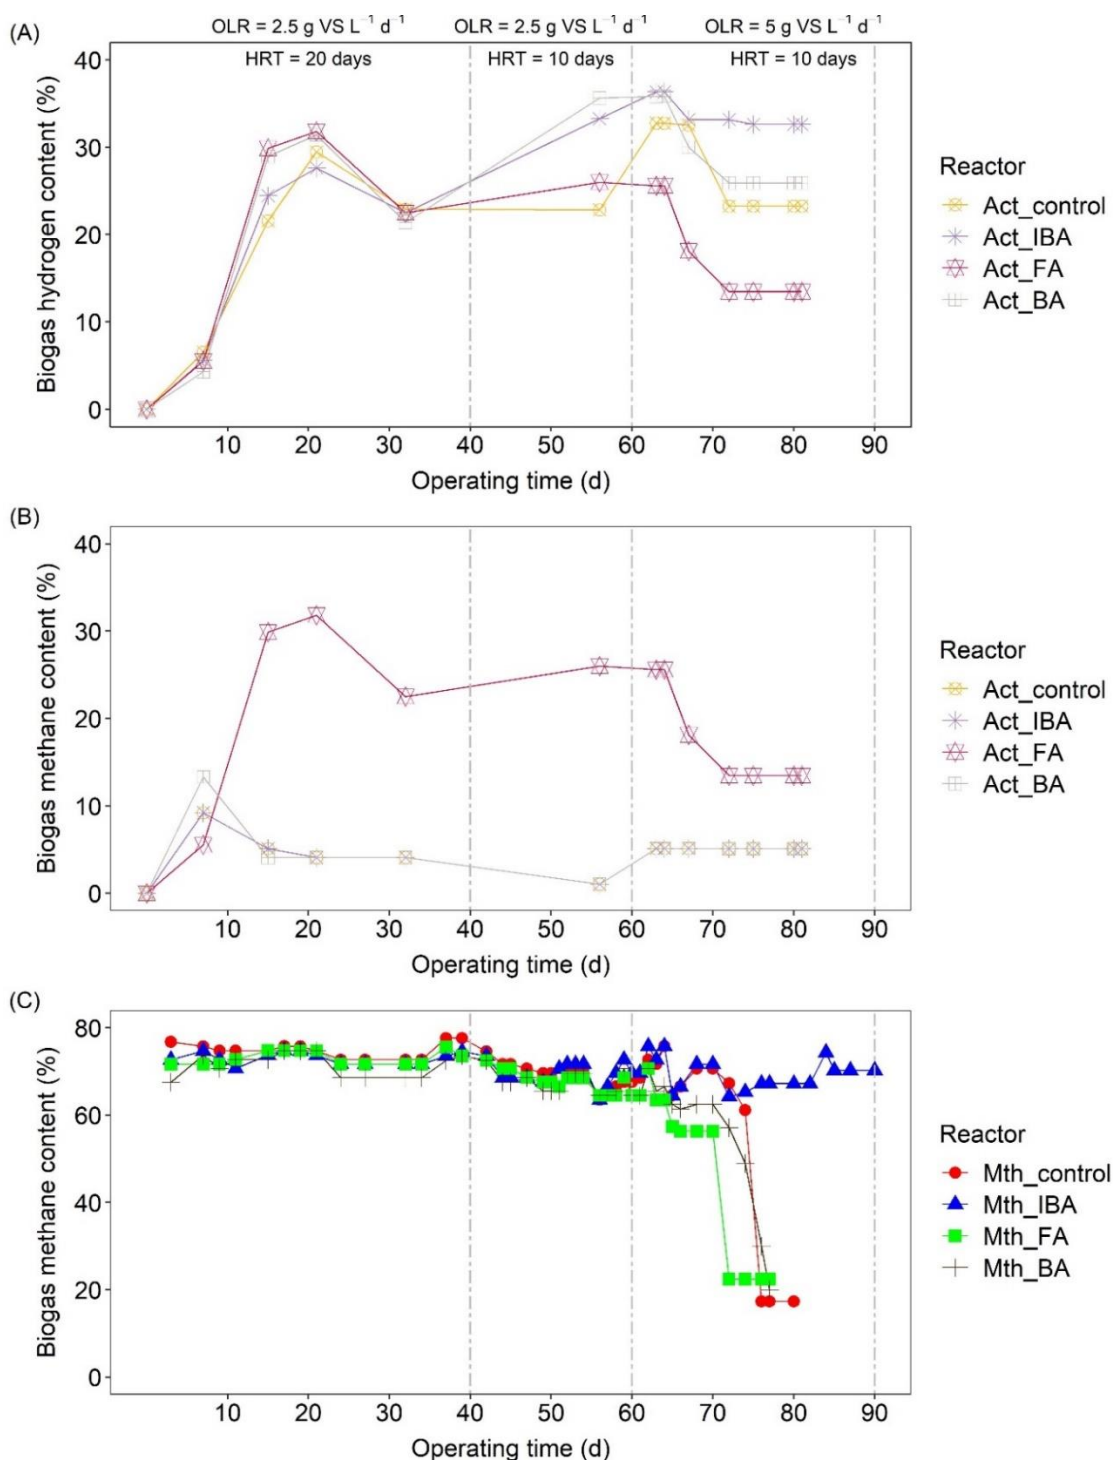 (A)
OLR = 2.5 g VS L⁻¹ d⁻¹ OLR = 2.5 g VS L⁻¹ d⁻¹ OLR = 5 g VS L⁻¹ d⁻¹
HRT = 20 days HRT = 10 days HRT = 10 days
Biogas hydrogen content (%)
40
30
20
10
0
10 20 30 40 50 60 70 80 90
Operating time (d)
Reactor
Act_control
Act_IBA
Act_FA
Act_BA
(B)
Biogas methane content (%)
40
30
20
10
0
10 20 30 40 50 60 70 80 90
Operating time (d)
Reactor
Act_control
Act_IBA
Act_FA
Act_BA
(C)
Biogas methane content (%)
80
60
40
20
0
10 20 30 40 50 60 70 80 90
Operating time (d)
Reactor
Mth_control
Mth_IBA
Mth_FA
Mth_BA